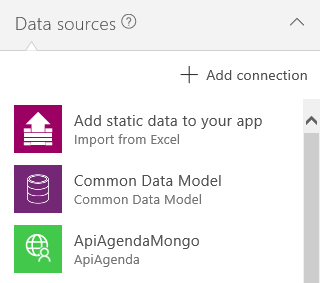 Data sources ?
Add connection
Add static data to your app
Import from Excel
Common Data Model
Common Data Model
ApiAgendaMongo
ApiAgenda